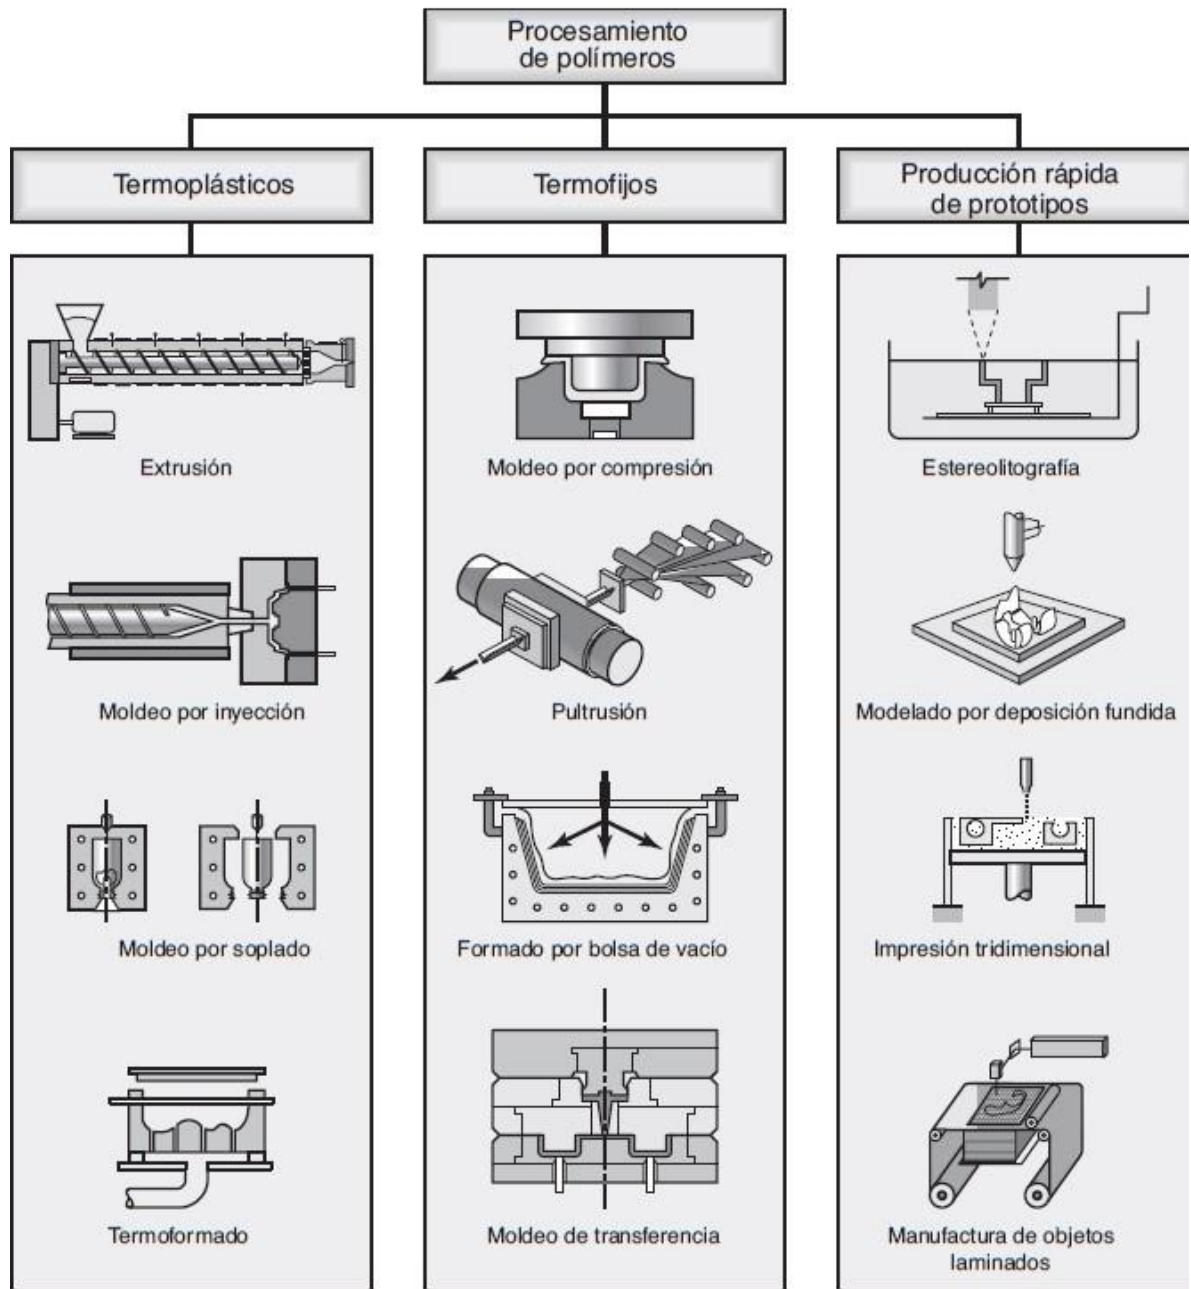 Procesamiento
de polímeros
Termoplásticos
Termofijos
Producción rápida
de prototipos
Extrusión
Moldeo por inyección
Moldeo por soplado
Termoformado
Moldeo por compresión
Pultrusión
Formado por bolsa de vacío
Moldeo de transferencia
Estereolitografía
Modelado por deposición fundida
Impresión tridimensional
Manufactura de objetos
laminados